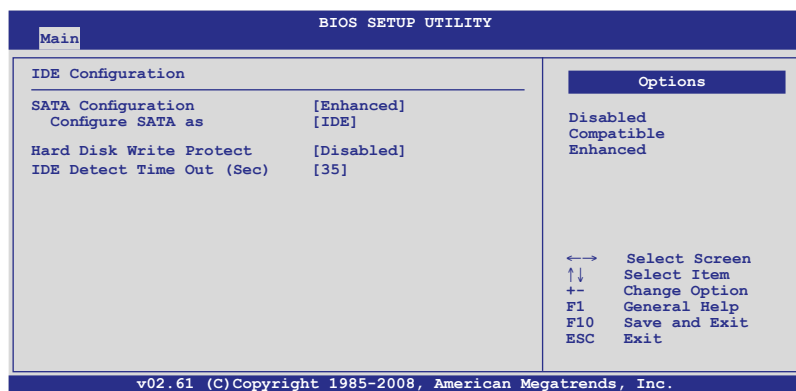 BIOS SETUP UTILITY
Main
IDE Configuration
SATA Configuration [Enhanced]
Configure SATA as [IDE]
Hard Disk Write Protect [Disabled]
IDE Detect Time Out (Sec) [35]
Options
Disabled
Compatible
Enhanced
←→ Select Screen
↑↓ Select Item
+- Change Option
F1 General Help
F10 Save and Exit
ESC Exit
v02.61 (C)Copyright 1985-2008, American Megatrends, Inc.